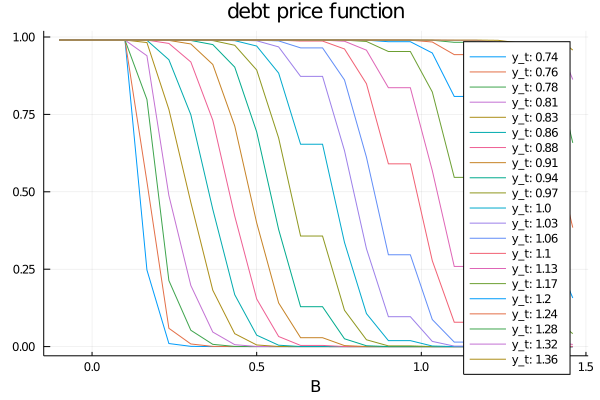 debt price function
1.00
0.75
0.50
0.25
0.00
0.0
0.5
1.0
1.5
B
y_t: 0.74
y_t: 0.76
y_t: 0.78
y_t: 0.81
y_t: 0.83
y_t: 0.86
y_t: 0.88
y_t: 0.91
y_t: 0.94
y_t: 0.97
y_t: 1.0
y_t: 1.03
y_t: 1.06
y_t: 1.1
y_t: 1.13
y_t: 1.17
y_t: 1.2
y_t: 1.24
y_t: 1.28
y_t: 1.32
y_t: 1.36